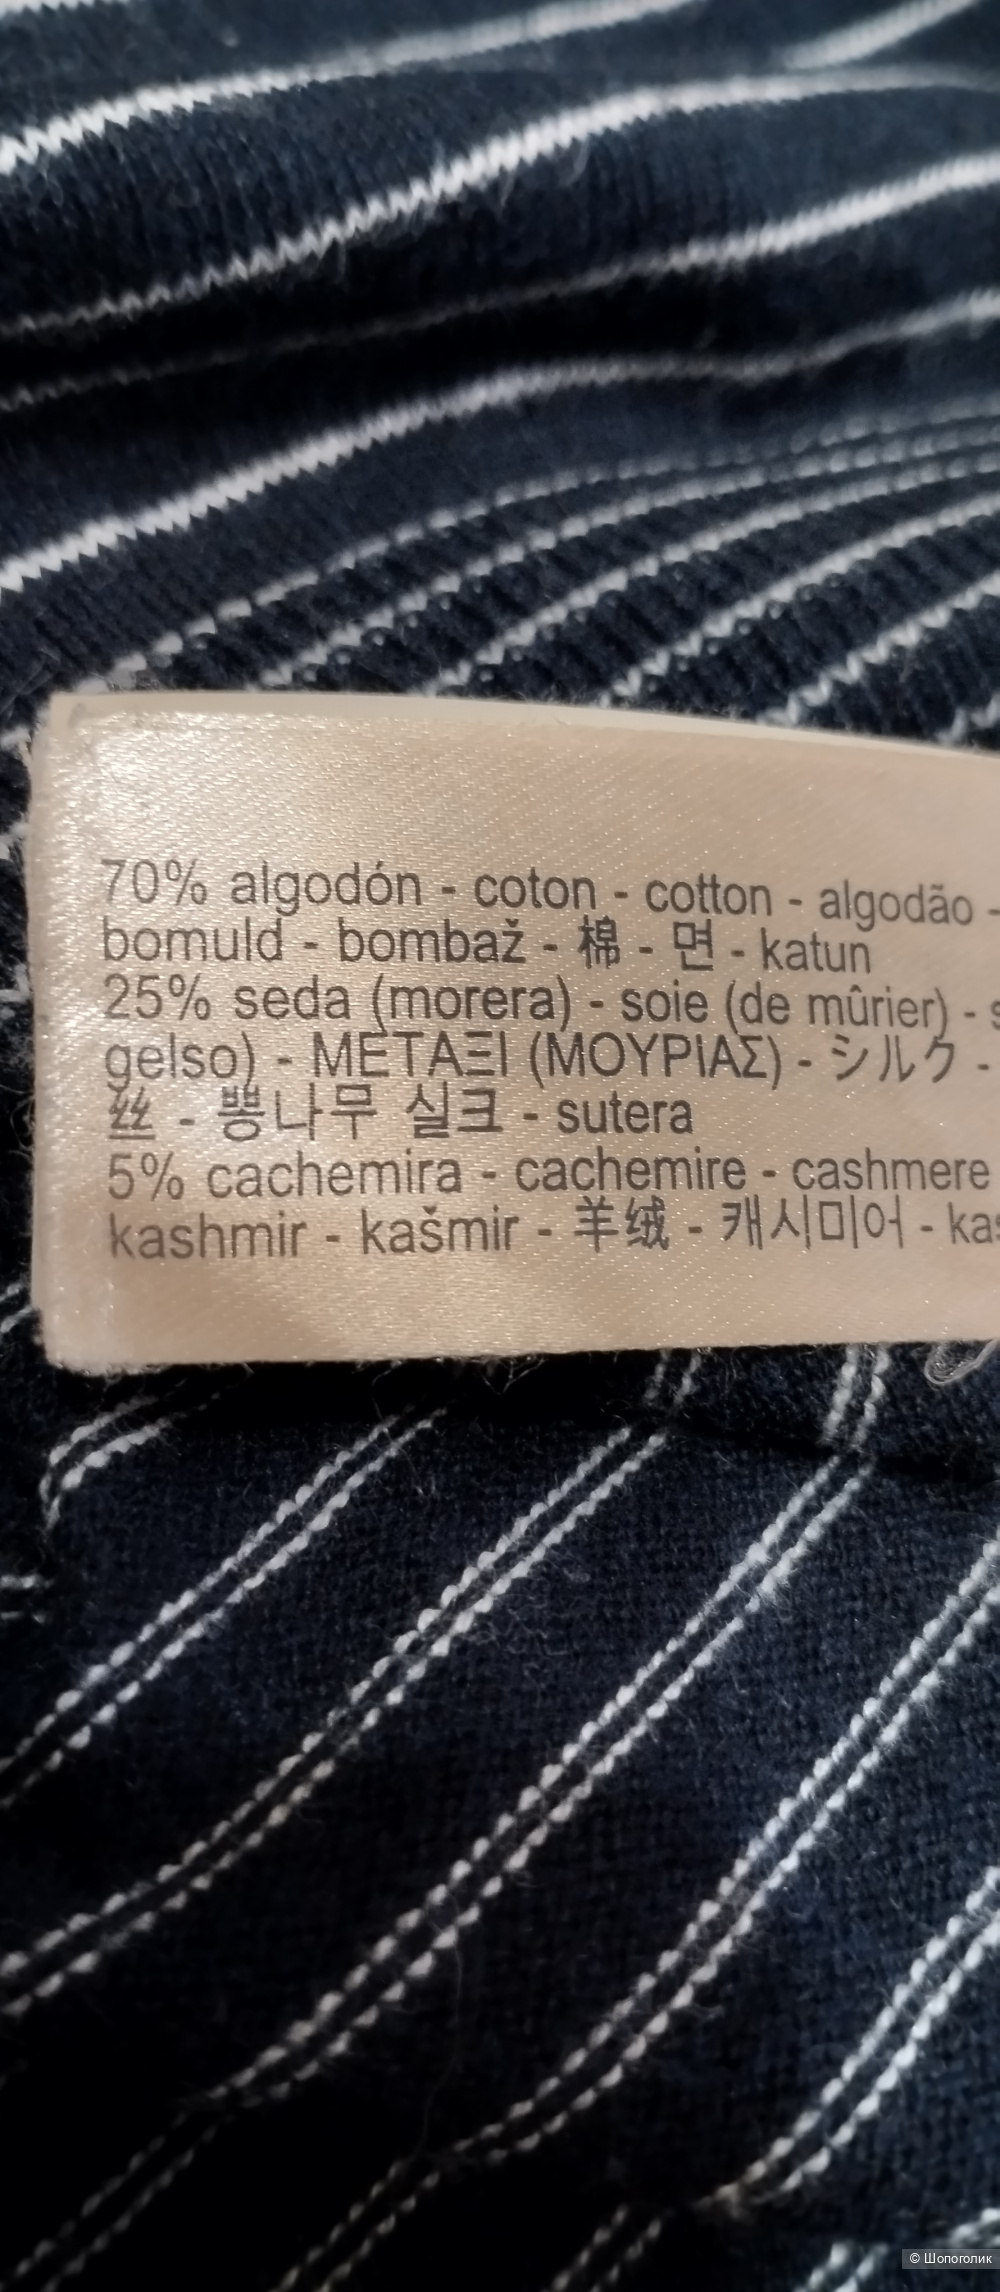 70% algodón - coton - cotton - algodão -
bomuld - bombaž - 棉 - 면 - katun
25% seda (morera) - soie (de mûrier) - s
gelso) - ΜΕΤΑΞΙ (ΜΟΥΡΙΑΣ) - シルク -
丝 - 뽕나무 실크 - sutera
5% cachemira - cachemire - cashmere
kashmir - kašmir - 羊绒 - 캐시미어 - kas
© Шопоголик